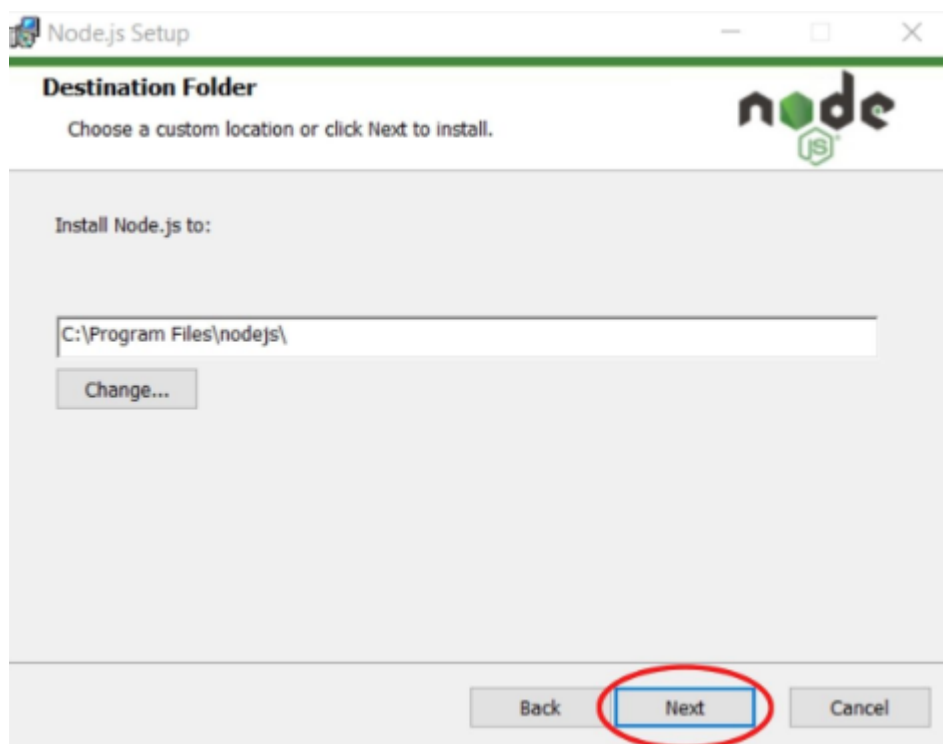 Node.js Setup
Destination Folder
Choose a custom location or click Next to install.
node
JS
Install Node.js to:
C:\Program Files\nodejs\
Change...
Back Next Cancel